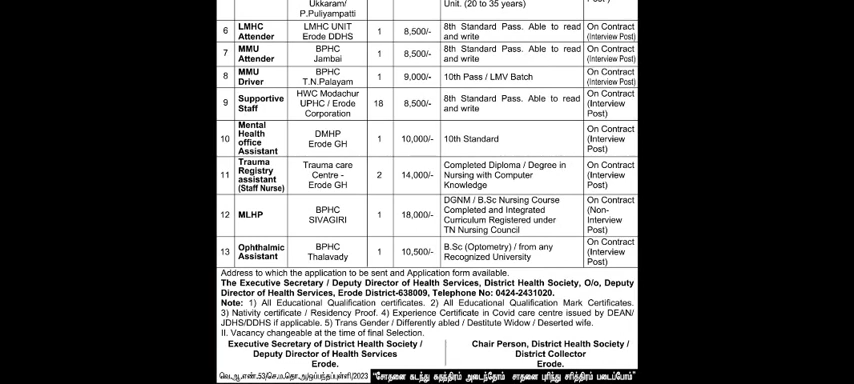 Ukkaram/
P.Puliyampatti
Unit. (20 to 35 years)
6 LMHC Attender LMHC UNIT Erode DDHS 1 8,500/- 8th Standard Pass. Able to read and write On Contract (Interview Post)
7 MMU Attender BPHC Jambai 1 8,500/- 8th Standard Pass. Able to read and write On Contract (Interview Post)
8 MMU Driver BPHC T.N.Palayam 1 9,000/- 10th Pass / LMV Batch On Contract (Interview Post)
9 Supportive Staff HWC Modachur UPHC / Erode Corporation 18 8,500/- 8th Standard Pass. Able to read and write On Contract (Interview Post)
10 Mental Health office Assistant DMHP Erode GH 1 10,000/- 10th Standard On Contract (Interview Post)
11 Trauma Registry assistant (Staff Nurse) Trauma care Centre - Erode GH 2 14,000/- Completed Diploma / Degree in Nursing with Computer Knowledge On Contract (Interview Post)
12 MLHP BPHC SIVAGIRI 1 18,000/- DGNM / B.Sc Nursing Course Completed and Integrated Curriculum Registered under TN Nursing Council On Contract (Non-Interview Post)
13 Ophthalmic Assistant BPHC Thalavady 1 10,500/- B.Sc (Optometry) / from any Recognized University On Contract (Interview Post)
Address to which the application to be sent and Application form available.
The Executive Secretary / Deputy Director of Health Services, District Health Society, O/o, Deputy
Director of Health Services, Erode District-638009, Telephone No: 0424-2431020.
Note: 1) All Educational Qualification certificates. 2) All Educational Qualification Mark Certificates.
3) Nativity certificate / Residency Proof. 4) Experience Certificate in Covid care centre issued by DEAN/
JDHS/DDHS if applicable. 5) Trans Gender / Differently abled / Destitute Widow / Deserted wife.
II. Vacancy changeable at the time of final Selection.
Executive Secretary of District Health Society /
Deputy Director of Health Services
Erode.
Chair Person, District Health Society /
District Collector
Erode.
"சோதனை கடந்து சுதந்திரம் அடைந்தோம் சாதனை புரிந்து சரித்திரம் படைப்போம்"